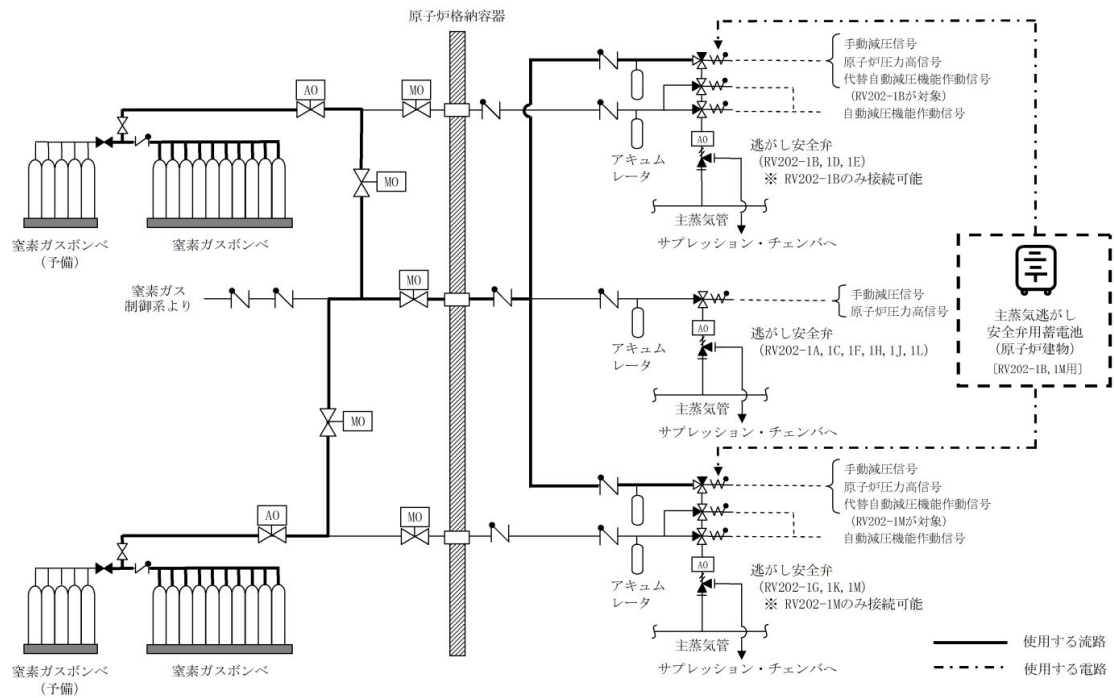 原子炉格納容器
手動減圧信号
原子炉圧力高信号
代替自動減圧機能作動信号
(RV202-1Bが対象)
自動減圧機能作動信号
AO
MO
MO
窒素ガスボンベ
(予備)
窒素ガスボンベ
アキュム
レータ
AO
逃がし安全弁
(RV202-1B, 1D, 1E)
※ RV202-1Bのみ接続可能
主蒸気管
サプレッション・チェンバへ
窒素ガス
制御系より
MO
手動減圧信号
原子炉圧力高信号
アキュム
レータ
AO
逃がし安全弁
(RV202-1A, 1C, 1F, 1H, 1J, 1L)
主蒸気管
サプレッション・チェンバへ
主蒸気逃がし
安全弁用蓄電池
(原子炉建物)
[RV202-1B, 1M用]
MO
手動減圧信号
原子炉圧力高信号
代替自動減圧機能作動信号
(RV202-1Mが対象)
自動減圧機能作動信号
AO
MO
窒素ガスボンベ
(予備)
窒素ガスボンベ
アキュム
レータ
AO
逃がし安全弁
(RV202-1G, 1K, 1M)
※ RV202-1Mのみ接続可能
主蒸気管
サプレッション・チェンバへ
使用する流路
使用する電路